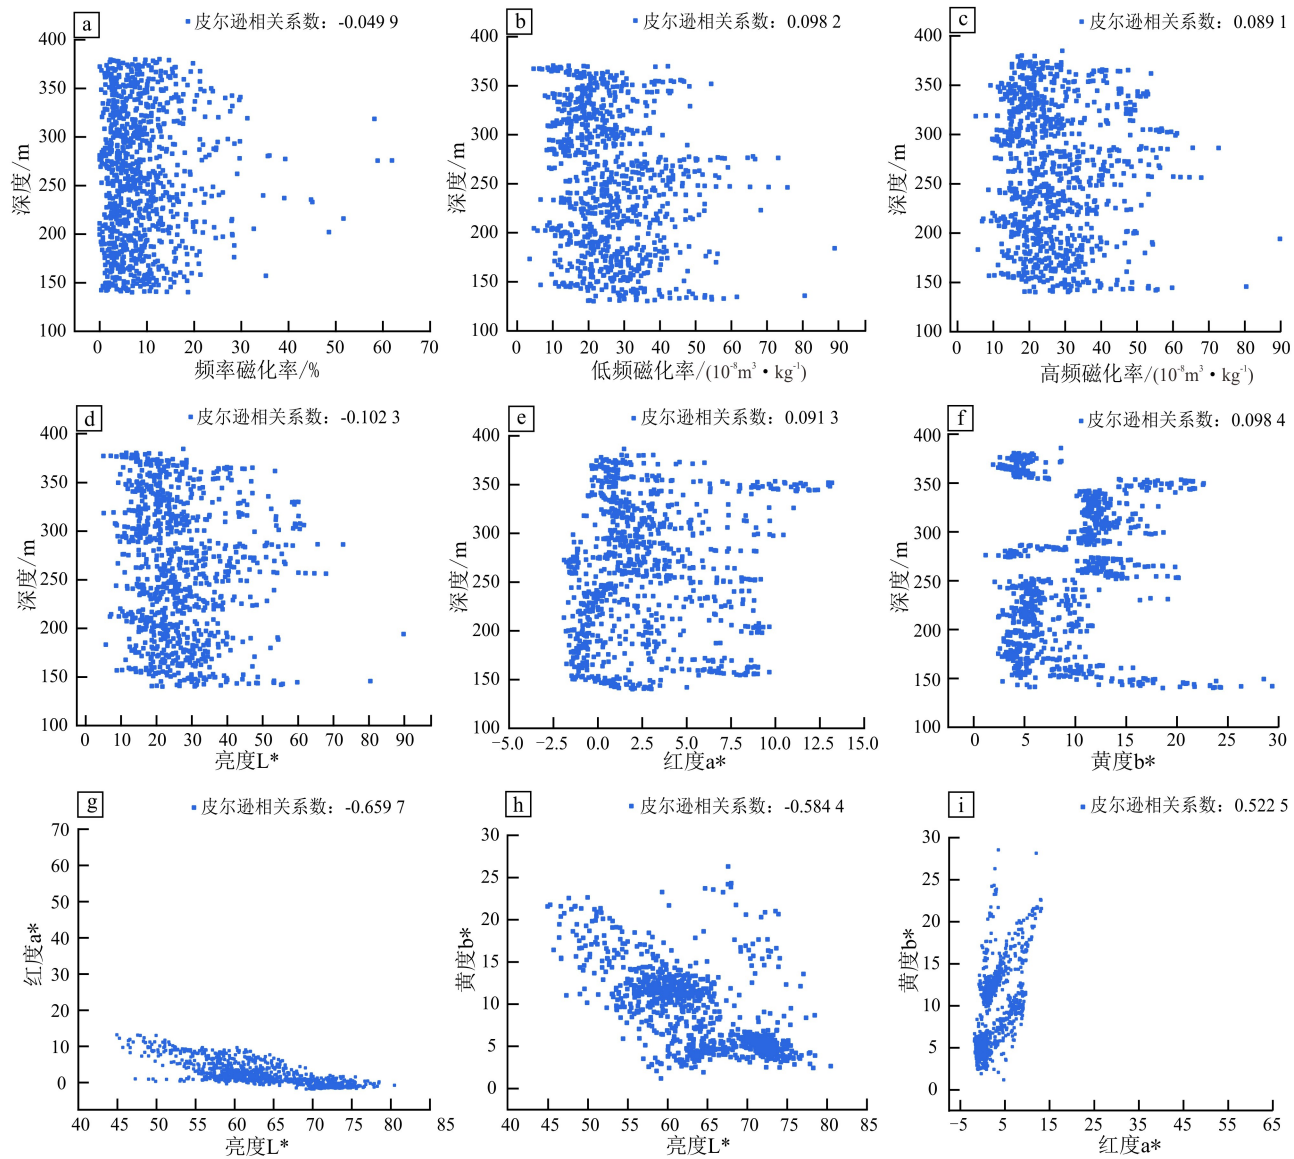 a
皮尔逊相关系数：-0.049 9
400
350
300
250
200
150
100
深度/m
0 10 20 30 40 50 60 70
频率磁化率/%
b
皮尔逊相关系数：0.098 2
400
350
300
250
200
150
100
深度/m
0 10 20 30 40 50 60 70 80 90
低频磁化率/(10⁻⁸m³·kg⁻¹)
c
皮尔逊相关系数：0.089 1
400
350
300
250
200
150
100
深度/m
0 10 20 30 40 50 60 70 80 90
高频磁化率/(10⁻⁸m³·kg⁻¹)
d
皮尔逊相关系数：-0.102 3
400
350
300
250
200
150
100
深度/m
0 10 20 30 40 50 60 70 80 90
亮度L*
e
皮尔逊相关系数：0.091 3
400
350
300
250
200
150
100
深度/m
−5.0 −2.5 0.0 2.5 5.0 7.5 10.0 12.5 15.0
红度a*
f
皮尔逊相关系数：0.098 4
400
350
300
250
200
150
100
深度/m
0 5 10 15 20 25 30
黄度b*
g
皮尔逊相关系数：-0.659 7
70
60
50
40
30
20
10
0
红度a*
40 45 50 55 60 65 70 75 85
亮度L*
h
皮尔逊相关系数：-0.584 4
30
25
20
15
10
5
0
黄度b*
40 45 50 55 60 65 70 75 80 85
亮度L*
i
皮尔逊相关系数：0.522 5
30
25
20
15
10
5
0
黄度b*
−5 5 15 25 35 45 55 65
红度a*